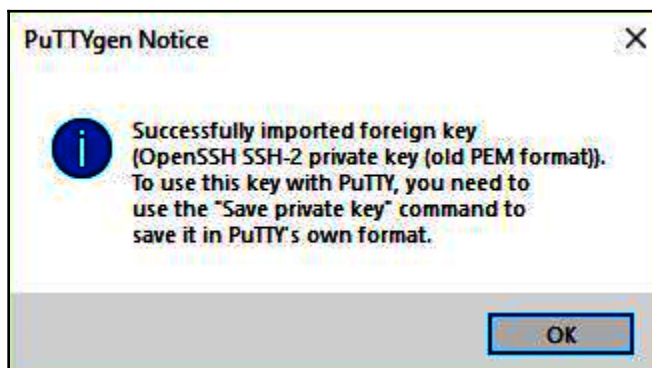 PuTTYgen Notice
Successfully imported foreign key
(OpenSSH SSH-2 private key (old PEM format)).
To use this key with PuTTY, you need to
use the "Save private key" command to
save it in PuTTY's own format.
OK